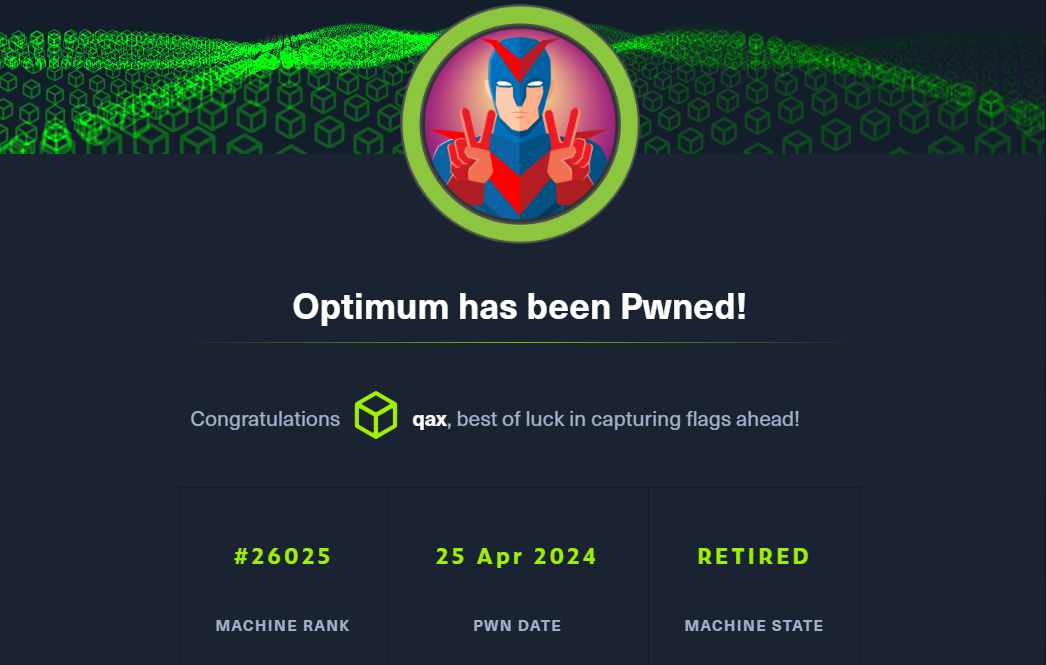 Optimum has been Pwned!
Congratulations qax, best of luck in capturing flags ahead!
#26025 25 Apr 2024 RETIRED
MACHINE RANK PWN DATE MACHINE STATE